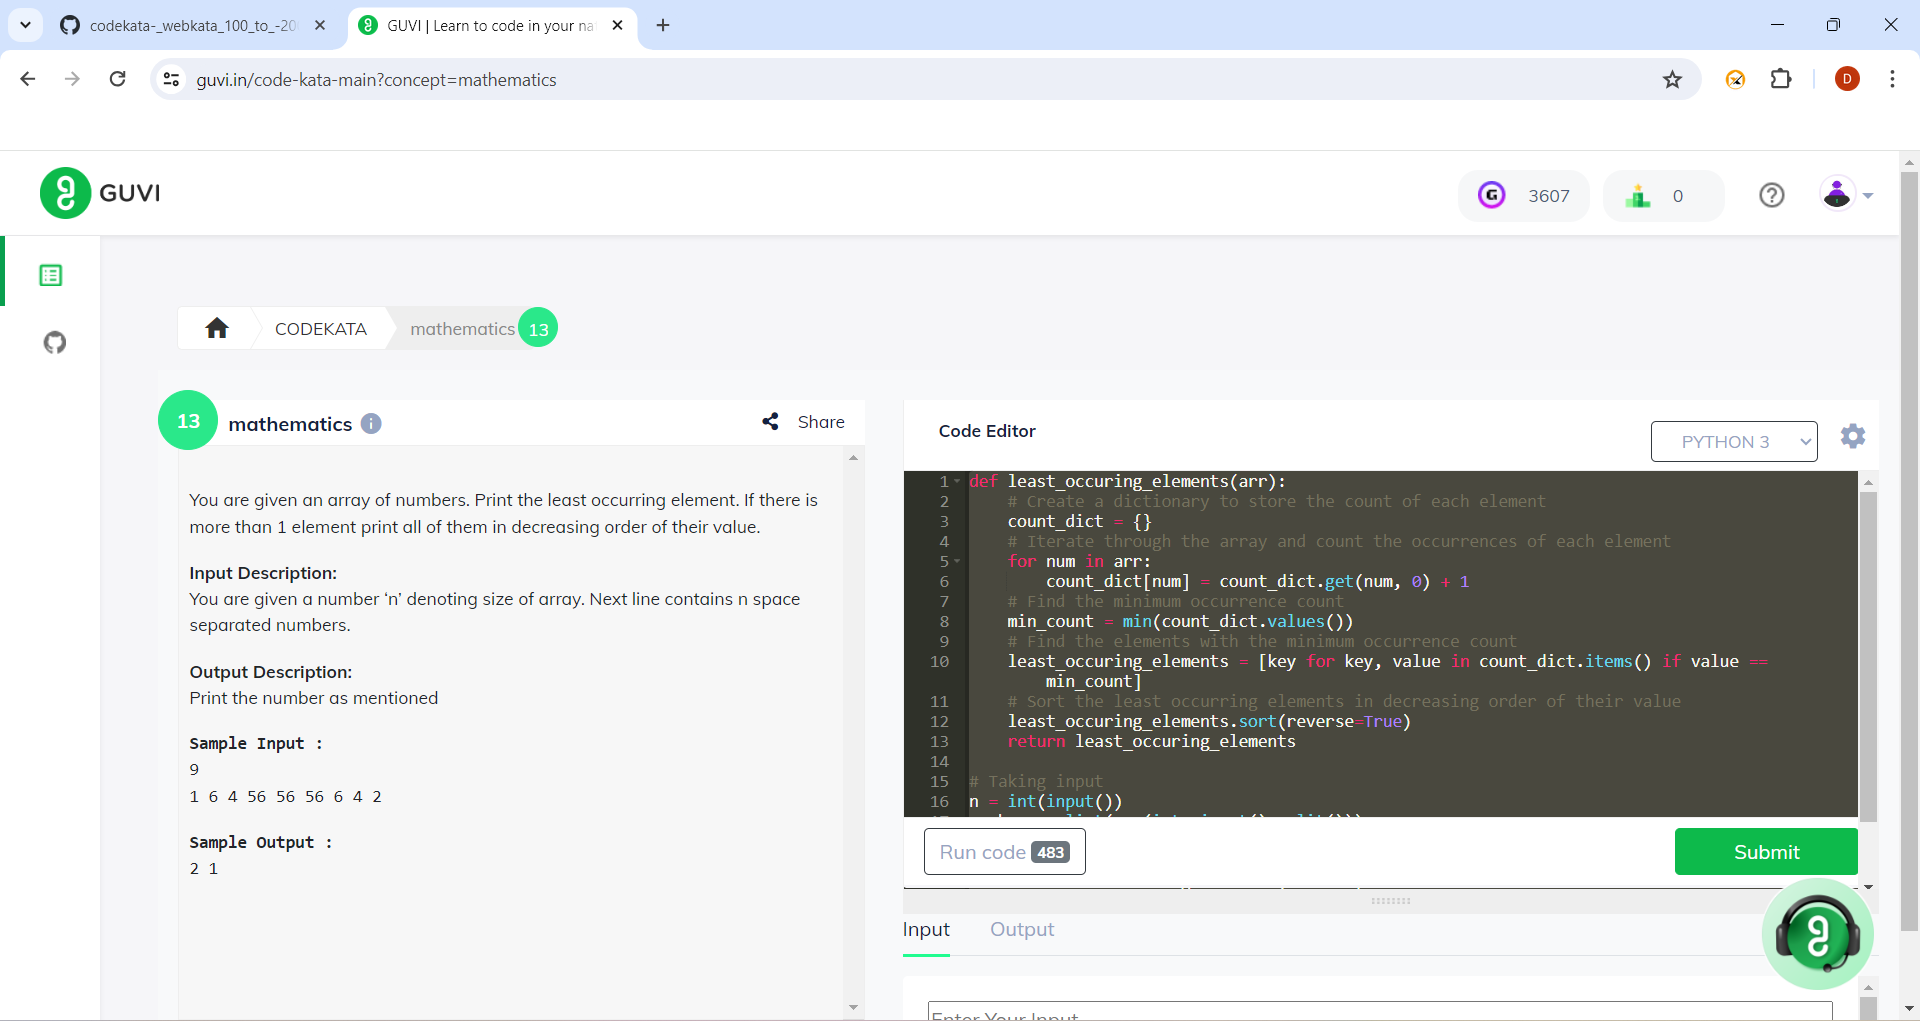 codekata-_webkata_100_to_-20
GUVI | Learn to code in your na
guvi.in/code-kata-main?concept=mathematics
D
GUVI
G 3607
0
CODEKATA
mathematics 13
13 mathematics
Share
You are given an array of numbers. Print the least occurring element. If there is
more than 1 element print all of them in decreasing order of their value.
Input Description:
You are given a number ‘n’ denoting size of array. Next line contains n space
separated numbers.
Output Description:
Print the number as mentioned
Sample Input :
9
1 6 4 56 56 56 6 4 2
Sample Output :
2 1
Code Editor
PYTHON 3
1 def least_occuring_elements(arr):
2 # Create a dictionary to store the count of each element
3 count_dict = {}
4 # Iterate through the array and count the occurrences of each element
5 for num in arr:
6 count_dict[num] = count_dict.get(num, 0) + 1
7 # Find the minimum occurrence count
8 min_count = min(count_dict.values())
9 # Find the elements with the minimum occurrence count
10 least_occuring_elements = [key for key, value in count_dict.items() if value ==
min_count]
11 # Sort the least occurring elements in decreasing order of their value
12 least_occuring_elements.sort(reverse=True)
13 return least_occuring_elements
14
15 # Taking input
16 n = int(input())
Run code 483
Submit
Input
Output
Enter Your Input